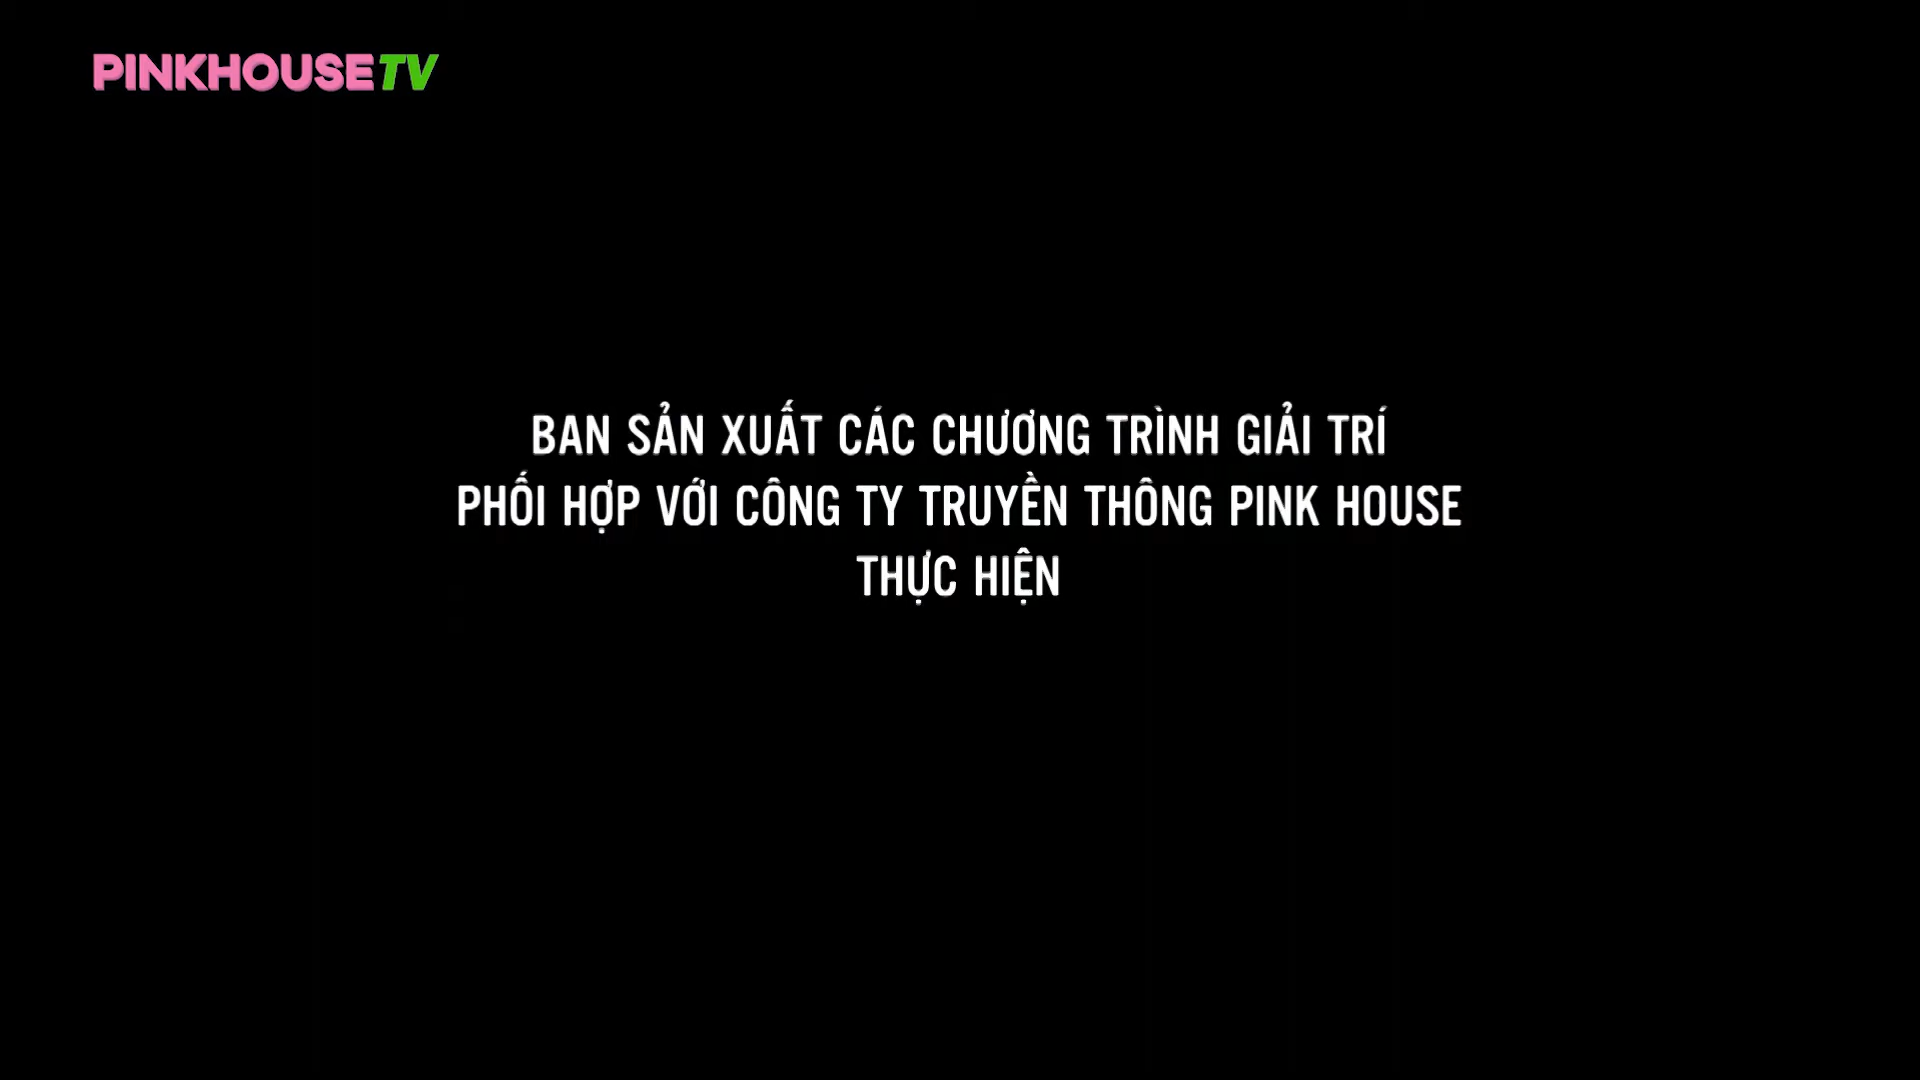 PINKHOUSETV
BAN SẢN XUẤT CÁC CHƯƠNG TRÌNH GIẢI TRÍ
PHỐI HỢP VỚI CÔNG TY TRUYỀN THÔNG PINK HOUSE
THỰC HIỆN